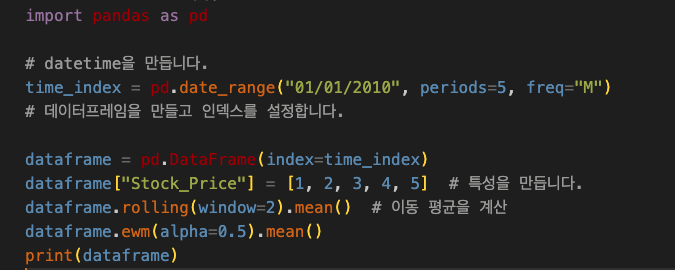 import pandas as pd
# datetime을 만듭니다.
time_index = pd.date_range("01/01/2010", periods=5, freq="M")
# 데이터프레임을 만들고 인덱스를 설정합니다.
dataframe = pd.DataFrame(index=time_index)
dataframe["Stock_Price"] = [1, 2, 3, 4, 5]  # 특성을 만듭니다.
dataframe.rolling(window=2).mean()  # 이동 평균을 계산
dataframe.ewm(alpha=0.5).mean()
print(dataframe)